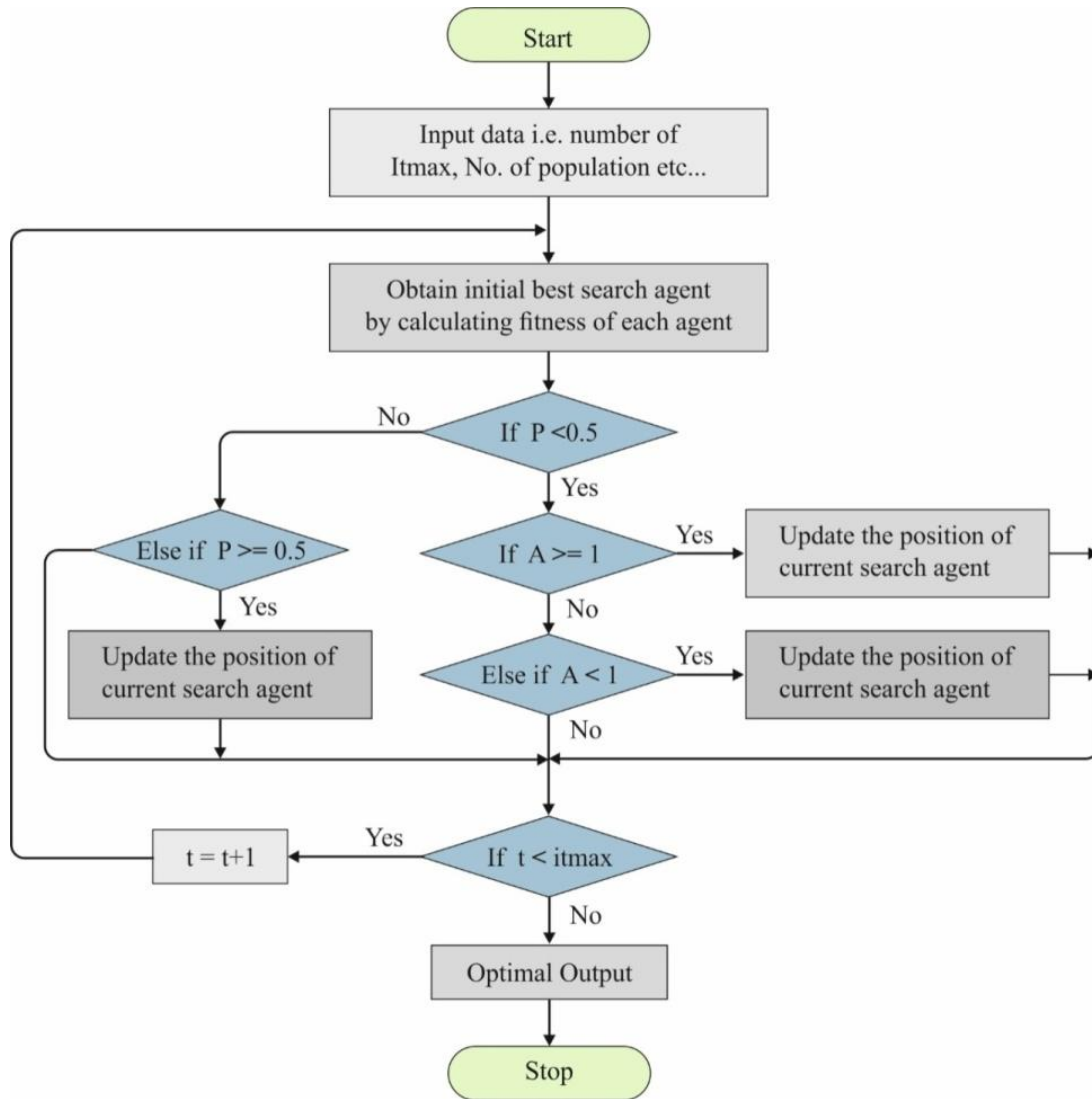 Start
Input data i.e. number of
Itmax, No. of population etc...
Obtain initial best search agent
by calculating fitness of each agent
No
If P <0.5
Yes
Else if P >= 0.5
Yes
Update the position of
current search agent
If A >= 1
Yes
Update the position of
current search agent
No
Else if A < 1
Yes
Update the position of
current search agent
No
If t < itmax
Yes
t = t+1
No
Optimal Output
Stop